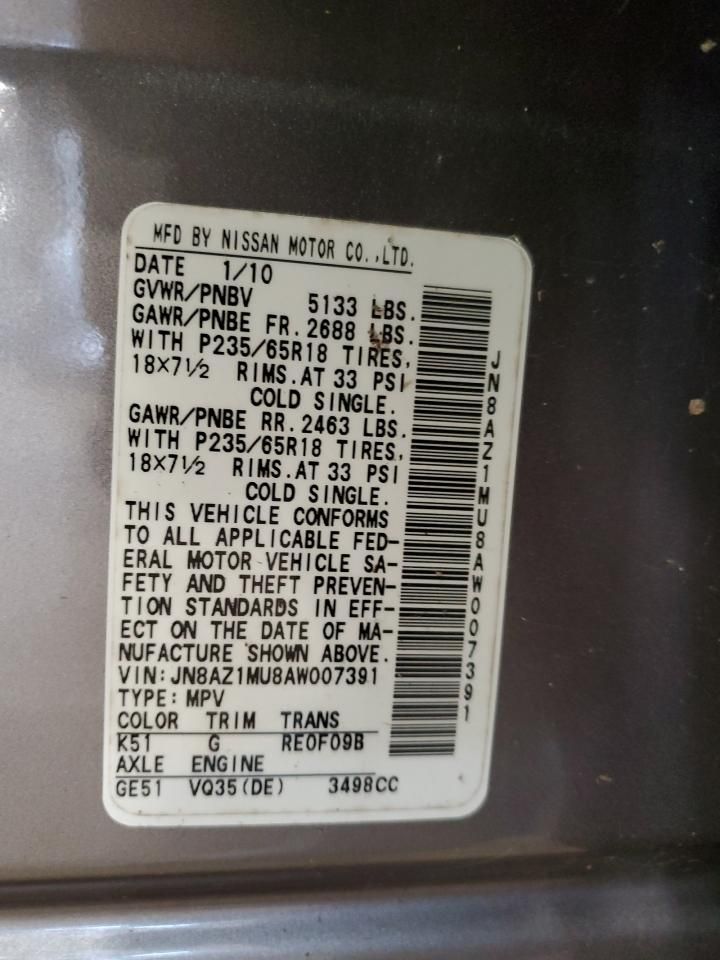 MFD BY NISSAN MOTOR CO.,LTD.
DATE 1/10
GVWR/PNBV 5133 LBS.
GAWR/PNBE FR. 2688 LBS.
WITH P235/65R18 TIRES,
18×7½ RIMS.AT 33 PSI
COLD SINGLE.
GAWR/PNBE RR. 2463 LBS.
WITH P235/65R18 TIRES,
18×7½ RIMS.AT 33 PSI
COLD SINGLE.
THIS VEHICLE CONFORMS
TO ALL APPLICABLE FED-
ERAL MOTOR VEHICLE SA-
FETY AND THEFT PREVEN-
TION STANDARDS IN EFF-
ECT ON THE DATE OF MA-
NUFACTURE SHOWN ABOVE.
VIN:JN8AZ1MU8AW007391
TYPE:MPV
COLOR TRIM TRANS
K51 G RE0F09B
AXLE ENGINE
GE51 VQ35(DE) 3498CC
JN8AZ1MU8AW007391